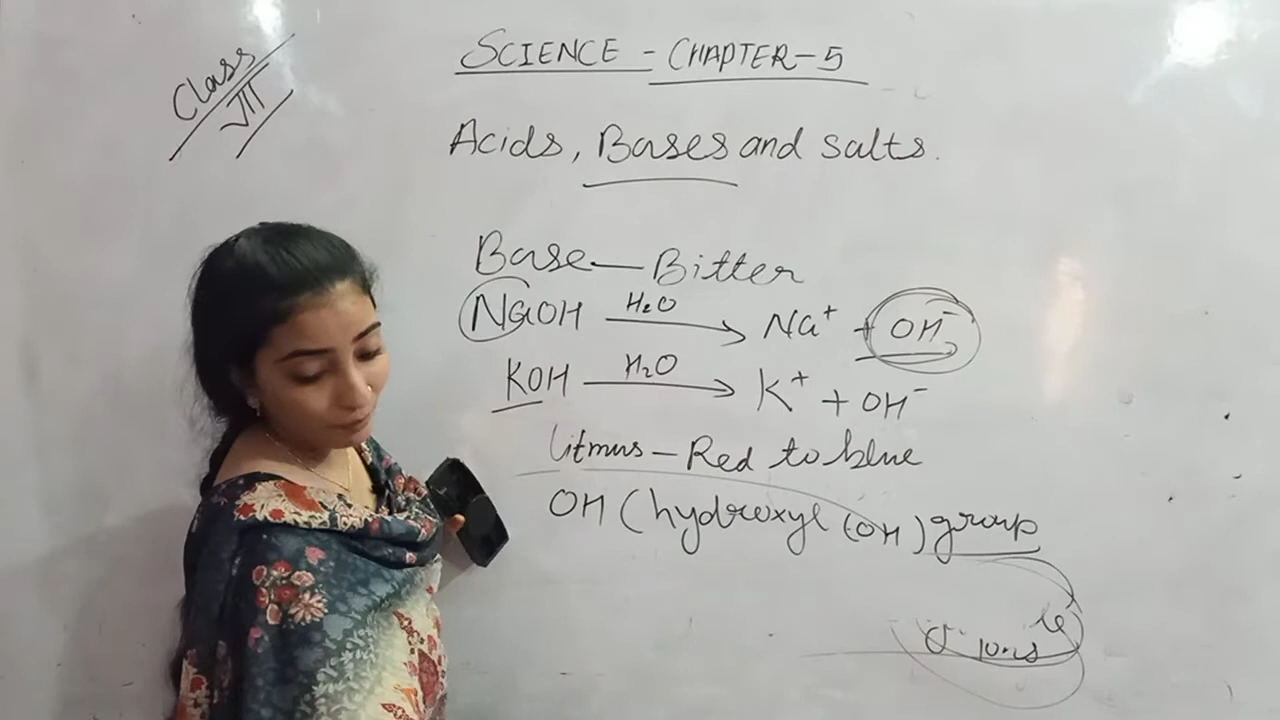 Class
VII
SCIENCE - CHAPTER-5
Acids, Bases and salts.
Base — Bitter
NaOH H₂O → Na⁺ + OH⁻
KOH H₂O → K⁺ + OH⁻
litmus - Red to blue
OH (hydroxyl (OH) group
ions